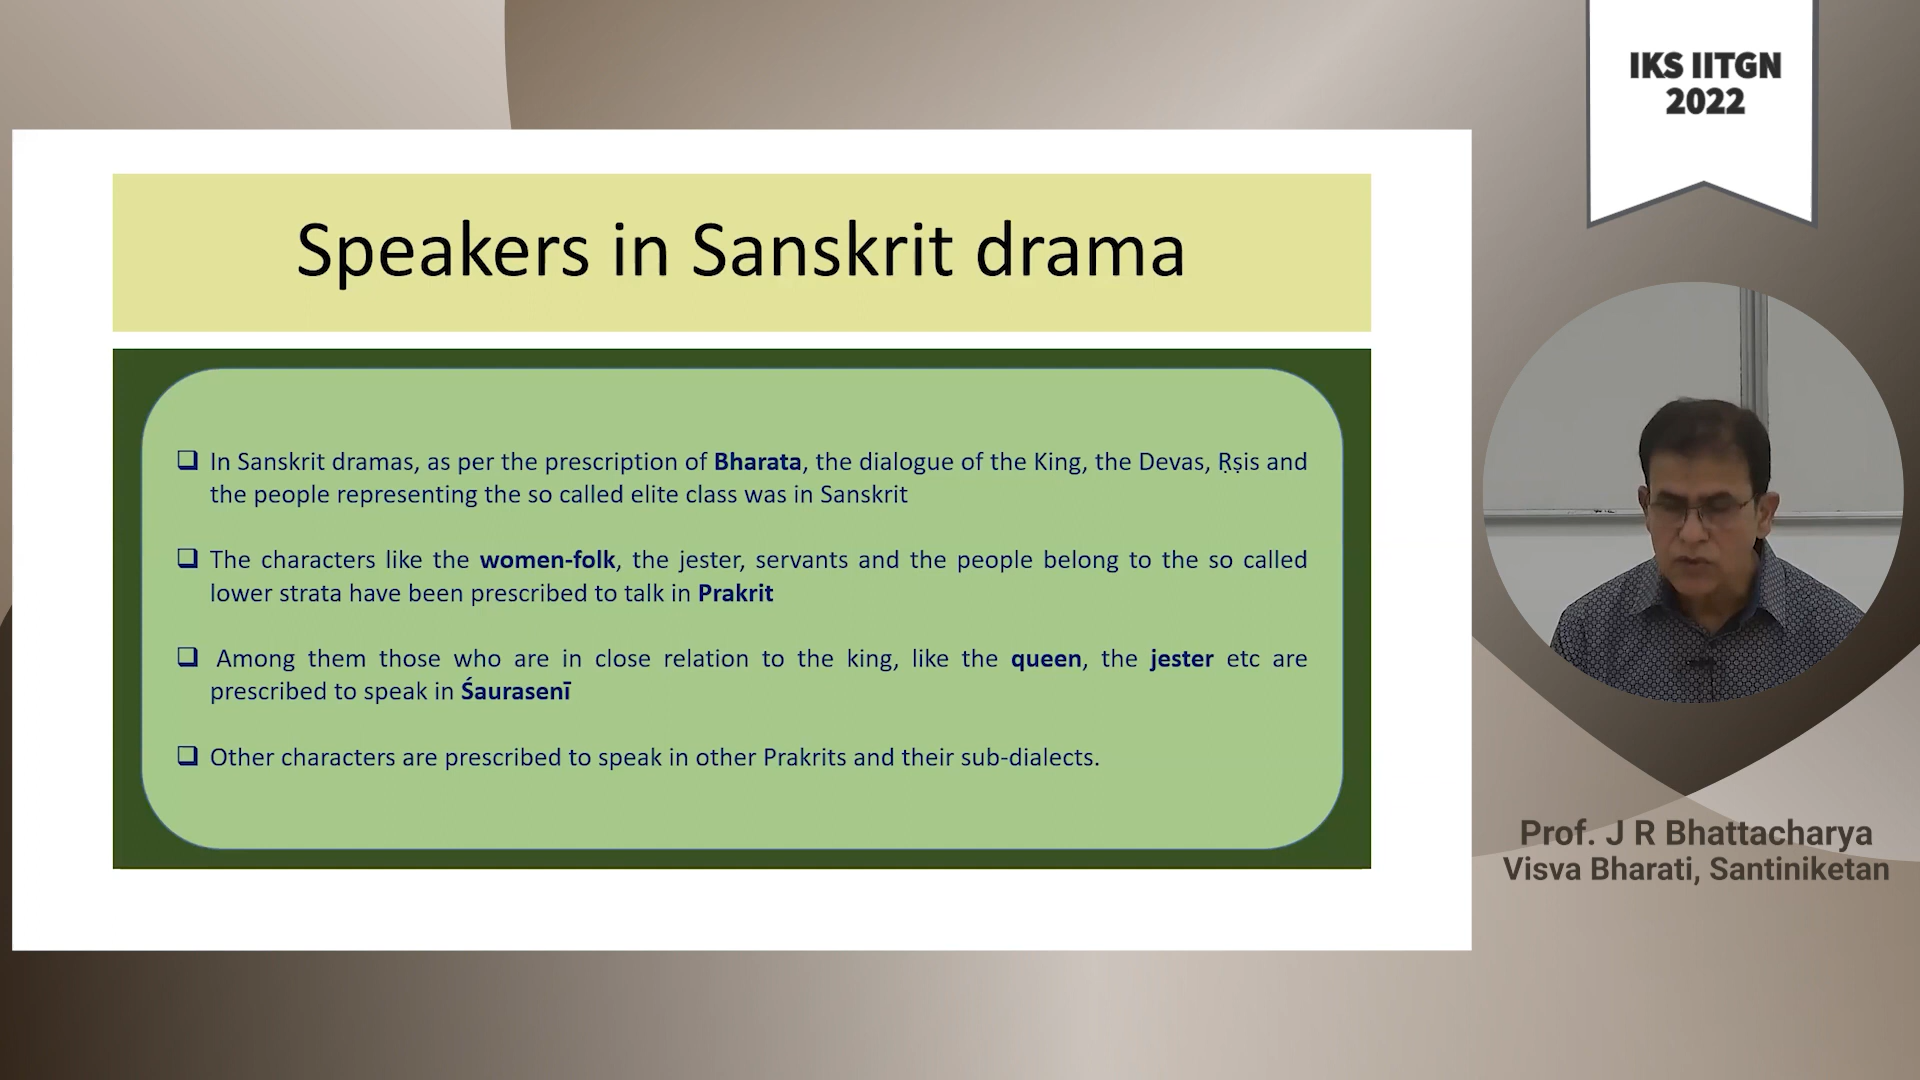 IKS IITGN
2022
Speakers in Sanskrit drama
❑ In Sanskrit dramas, as per the prescription of Bharata, the dialogue of the King, the Devas, Ṛṣis and
the people representing the so called elite class was in Sanskrit
❑ The characters like the women-folk, the jester, servants and the people belong to the so called
lower strata have been prescribed to talk in Prakrit
❑ Among them those who are in close relation to the king, like the queen, the jester etc are
prescribed to speak in Śaurasenī
❑ Other characters are prescribed to speak in other Prakrits and their sub-dialects.
Prof. J R Bhattacharya
Visva Bharati, Santiniketan